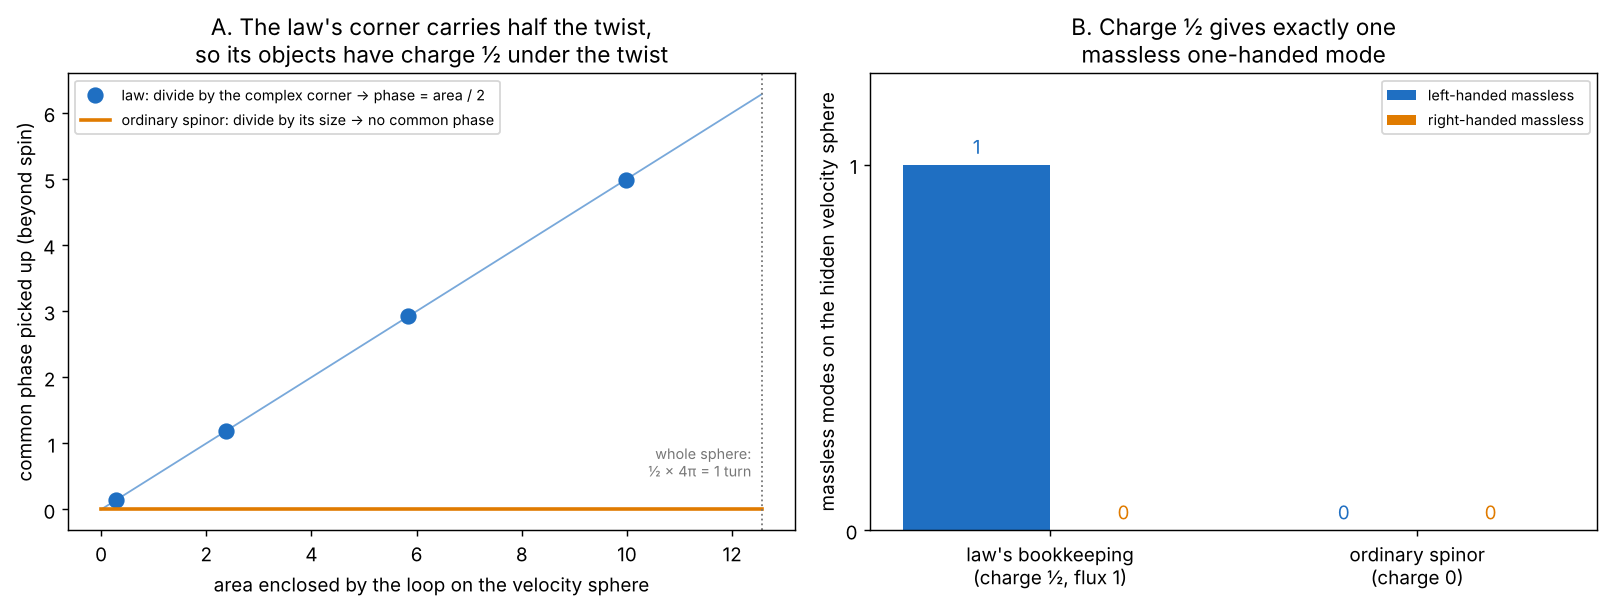 A. The law's corner carries half the twist,
so its objects have charge ½ under the twist
law: divide by the complex corner → phase = area / 2
ordinary spinor: divide by its size → no common phase
common phase picked up (beyond spin)
6
5
4
3
2
1
0
whole sphere:
½ × 4π = 1 turn
0 2 4 6 8 10 12
area enclosed by the loop on the velocity sphere
B. Charge ½ gives exactly one
massless one-handed mode
left-handed massless
right-handed massless
massless modes on the hidden velocity sphere
1
0
1
0
0
0
law's bookkeeping
(charge ½, flux 1)
ordinary spinor
(charge 0)